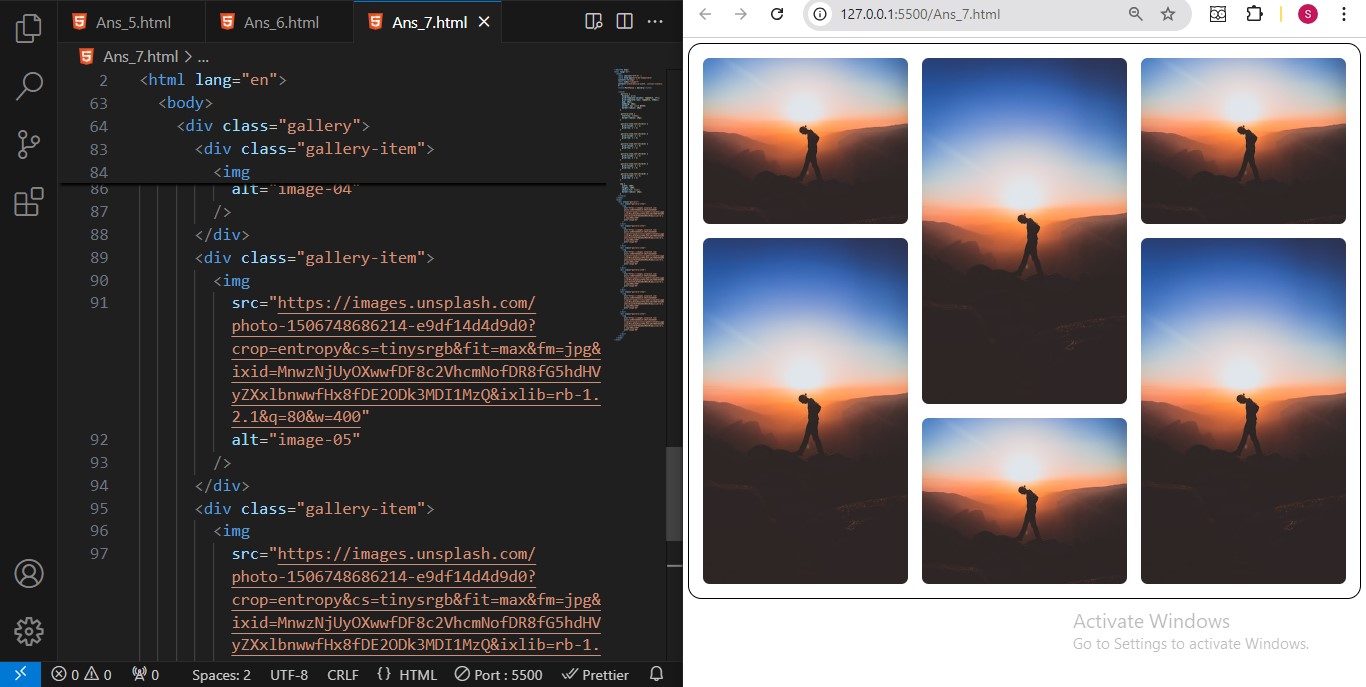 Ans_5.html
Ans_6.html
Ans_7.html
Ans_7.html > ...
2 <html lang="en">
63 <body>
64 <div class="gallery">
83 <div class="gallery-item">
84 <img
86 alt="image-04"
87 />
88 </div>
89 <div class="gallery-item">
90 <img
91 src="https://images.unsplash.com/
photo-1506748686214-e9df14d4d9d0?
crop=entropy&cs=tinysrgb&fit=max&fm=jpg&
ixid=MnwzNjUyOXwwfDF8c2VhcmNofDR8fG5hdHV
yZXxlbnwwfHx8fDE2ODk3MDI1MzQ&ixlib=rb-1.
2.1&q=80&w=400"
92 alt="image-05"
93 />
94 </div>
95 <div class="gallery-item">
96 <img
97 src="https://images.unsplash.com/
photo-1506748686214-e9df14d4d9d0?
crop=entropy&cs=tinysrgb&fit=max&fm=jpg&
ixid=MnwzNjUyOXwwfDF8c2VhcmNofDR8fG5hdHV
yZXxlbnwwfHx8fDE2ODk3MDI1MzQ&ixlib=rb-1.
0 0 0 Spaces: 2 UTF-8 CRLF {} HTML Port : 5500 Prettier
127.0.0.1:5500/Ans_7.html
S
Activate Windows
Go to Settings to activate Windows.